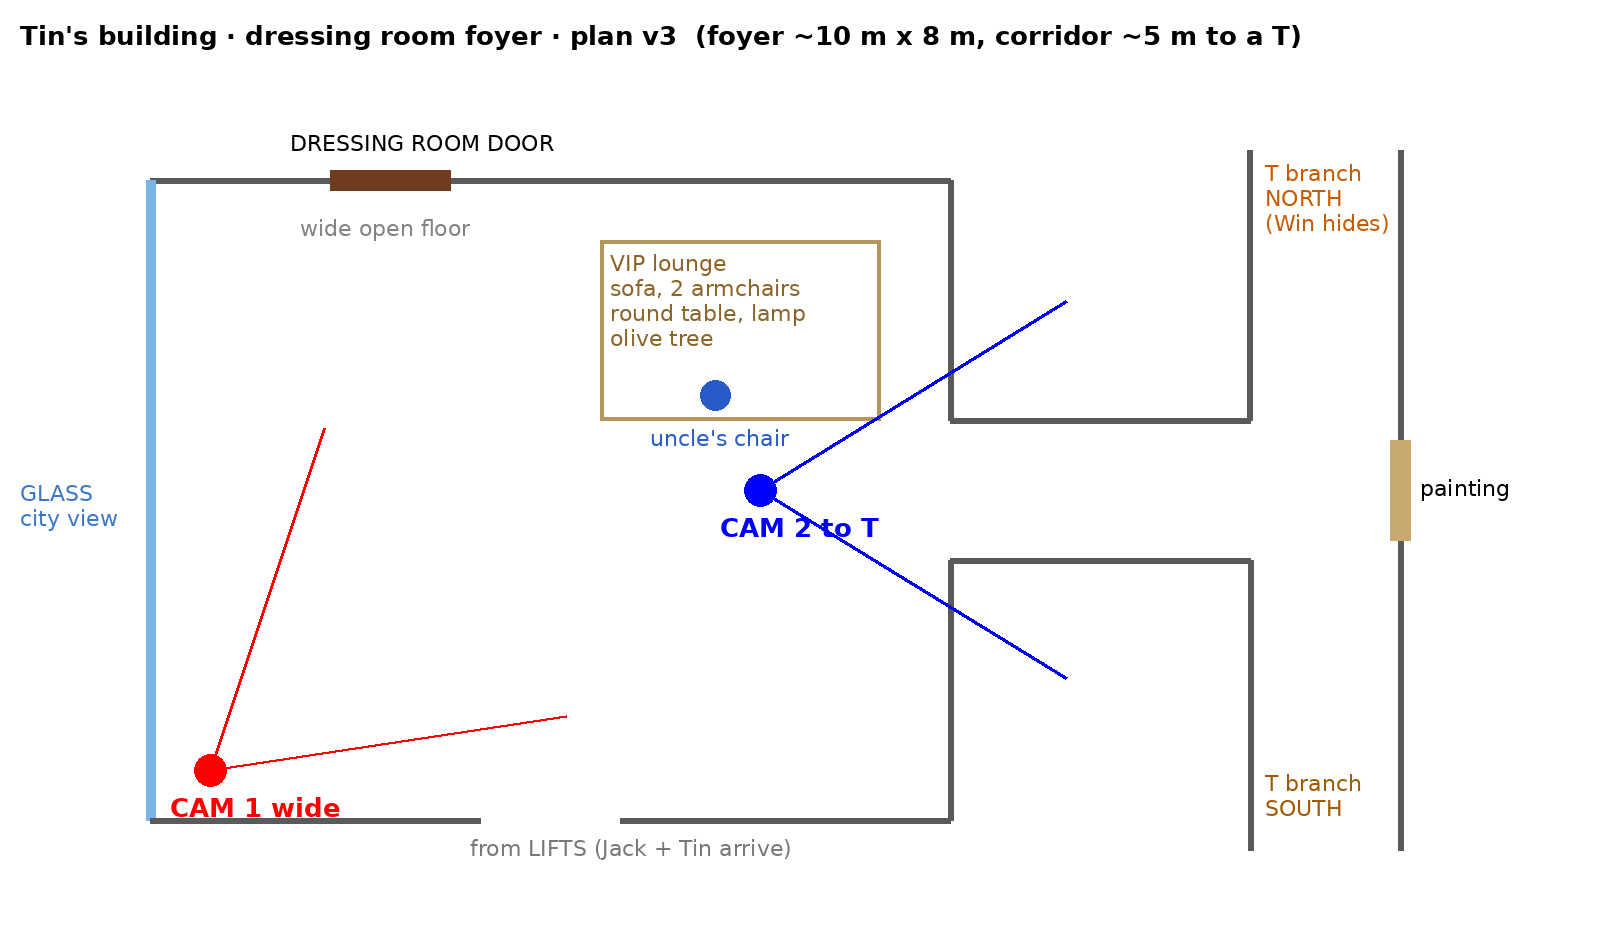 Tin's building · dressing room foyer · plan v3  (foyer ~10 m x 8 m, corridor ~5 m to a T)
DRESSING ROOM DOOR
wide open floor
T branch
NORTH
(Win hides)
VIP lounge
sofa, 2 armchairs
round table, lamp
olive tree
uncle's chair
GLASS
city view
painting
CAM 2 to T
T branch
SOUTH
CAM 1 wide
from LIFTS (Jack + Tin arrive)